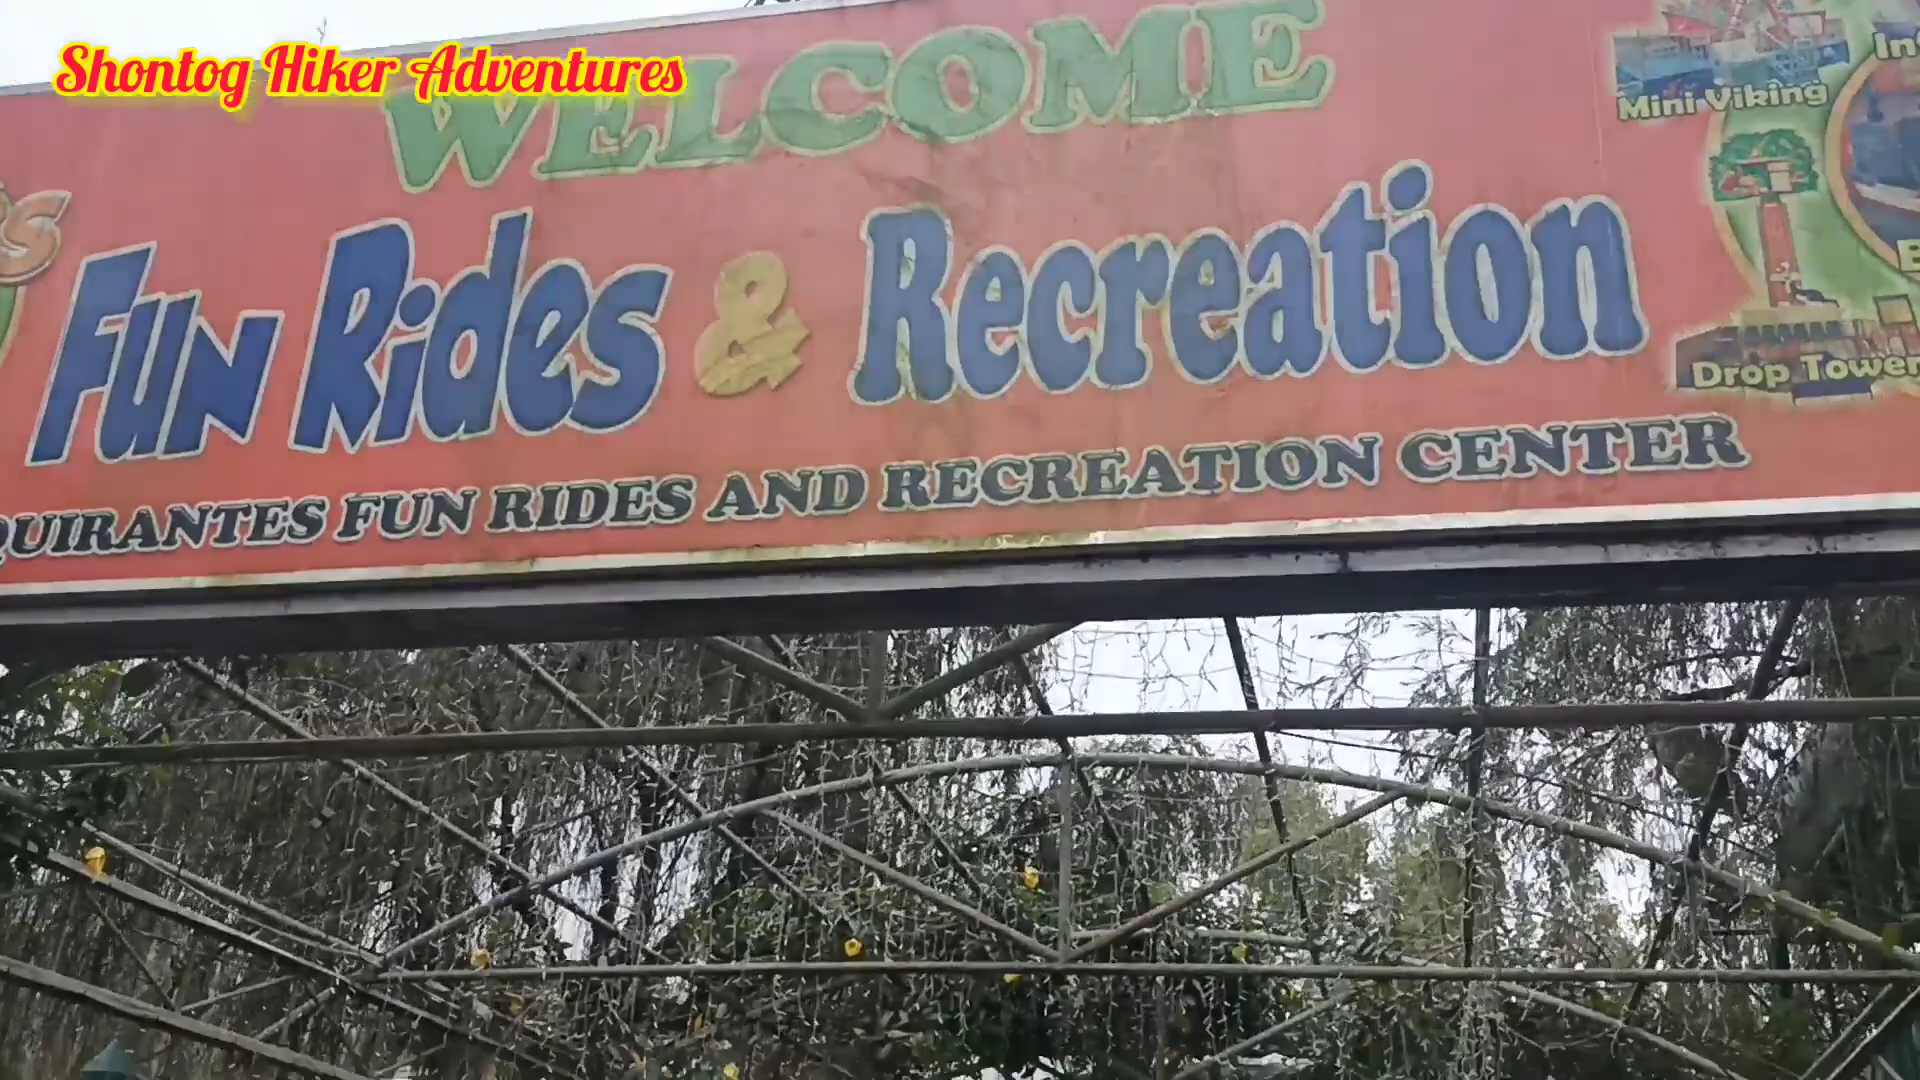 Shontog Hiker Adventures
WELCOME
Fun Rides & Recreation
QUIRANTES FUN RIDES AND RECREATION CENTER
Mini Viking
Drop Tower